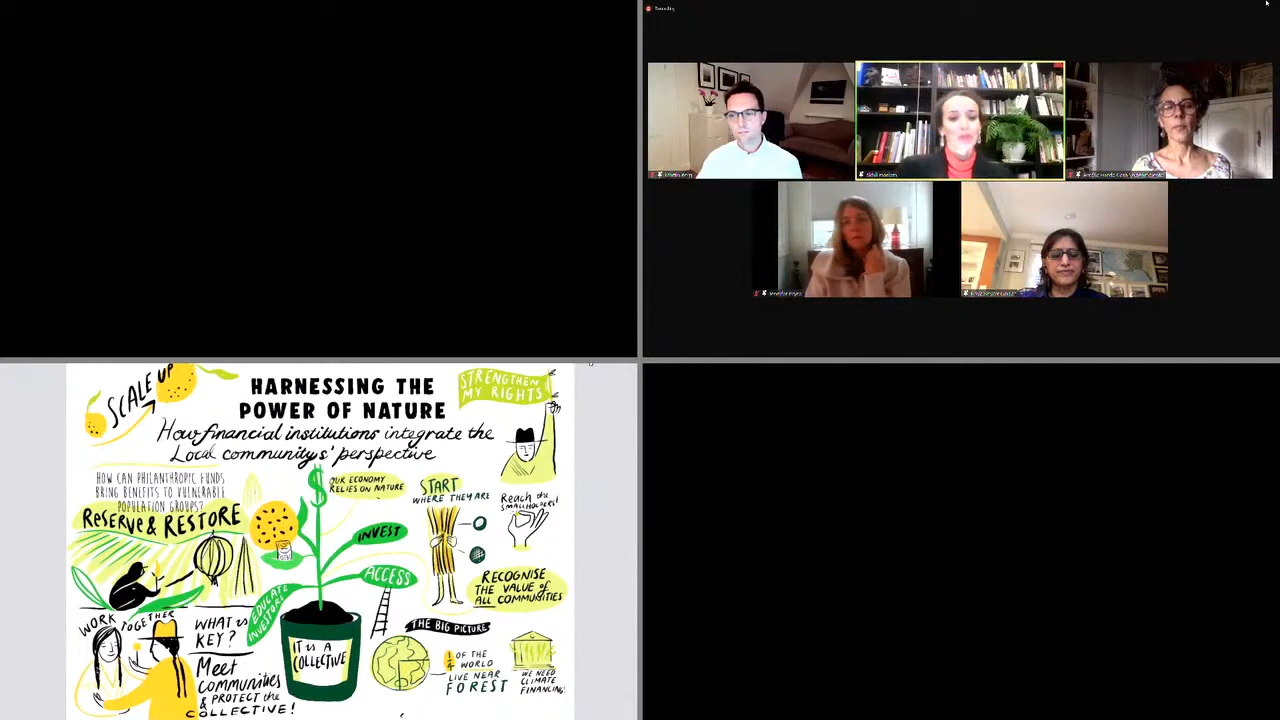 SCALE UP
HARNESSING THE
POWER OF NATURE
How financial institutions integrate the
Local community's' perspective
STRENGTHEN
MY RIGHTS
HOW CAN PHILANTHROPIC FUNDS
BRING BENEFITS TO VULNERABLE
POPULATION GROUPS?
RESERVE & RESTORE
OUR ECONOMY
RELIES ON NATURE
START
WHERE THEY ARE
Reach the
SMALLHOLDERS!
INVEST
ACCESS
EDUCATE
INVESTORS
RECOGNISE
THE VALUE of
ALL COMMUNITIES
WORK TOGETHER
WHAT is
KEY?
Meet
communities
& PROTECT the
COLLECTIVE!
IT is A
COLLECTIVE
THE BIG PICTURE
1/4 OF THE
WORLD
LIVE NEAR
FOREST
WE NEED
CLIMATE
FINANCING!